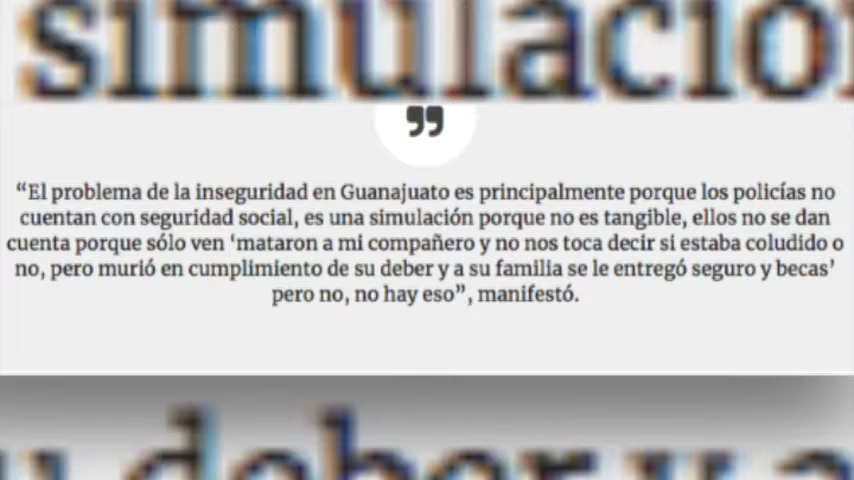 simulación
”
“El problema de la inseguridad en Guanajuato es principalmente porque los policías no
cuentan con seguridad social, es una simulación porque no es tangible, ellos no se dan
cuenta porque sólo ven ‘mataron a mi compañero y no nos toca decir si estaba coludido o
no, pero murió en cumplimiento de su deber y a su familia se le entregó seguro y becas’
pero no, no hay eso”, manifestó.
deber y a